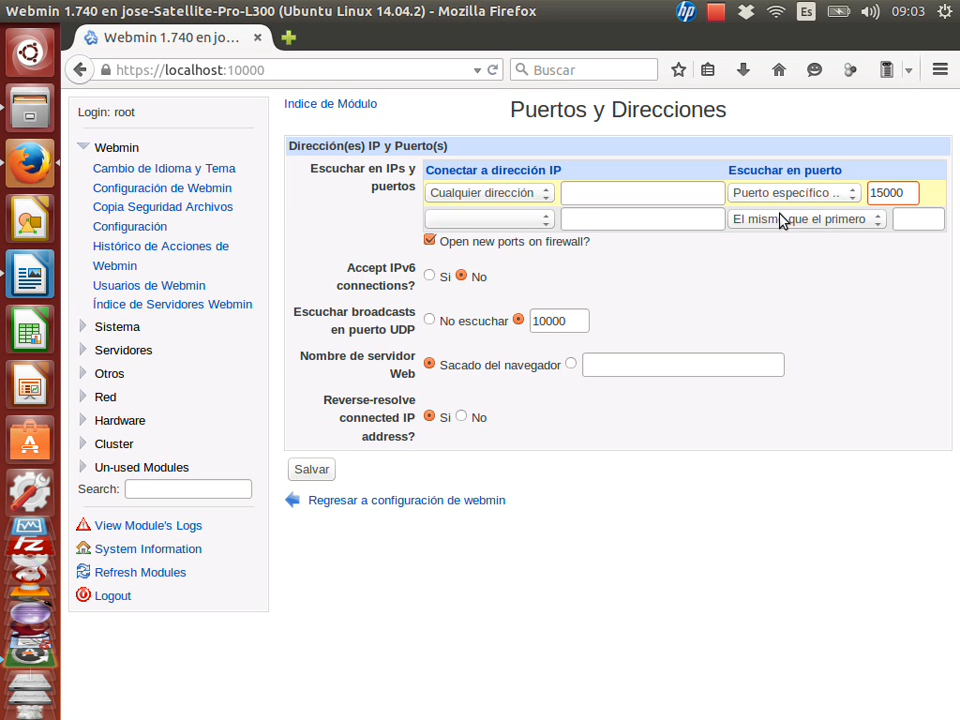 Webmin 1.740 en jose-Satellite-Pro-L300 (Ubuntu Linux 14.04.2) - Mozilla Firefox
hp
Es
09:03
Webmin 1.740 en jo...
https://localhost:10000
Buscar
Login: root
Webmin
Cambio de Idioma y Tema
Configuración de Webmin
Copia Seguridad Archivos
Configuración
Histórico de Acciones de
Webmin
Usuarios de Webmin
Índice de Servidores Webmin
Sistema
Servidores
Otros
Red
Hardware
Cluster
Un-used Modules
Search:
View Module's Logs
System Information
Refresh Modules
Logout
Indice de Módulo
Puertos y Direcciones
Dirección(es) IP y Puerto(s)
Escuchar en IPs y
puertos
Conectar a dirección IP
Escuchar en puerto
Cualquier dirección
Puerto específico ..
15000
El mismo que el primero
Open new ports on firewall?
Accept IPv6
connections?
Si
No
Escuchar broadcasts
en puerto UDP
No escuchar
10000
Nombre de servidor
Web
Sacado del navegador
Reverse-resolve
connected IP
address?
Si
No
Salvar
Regresar a configuración de webmin